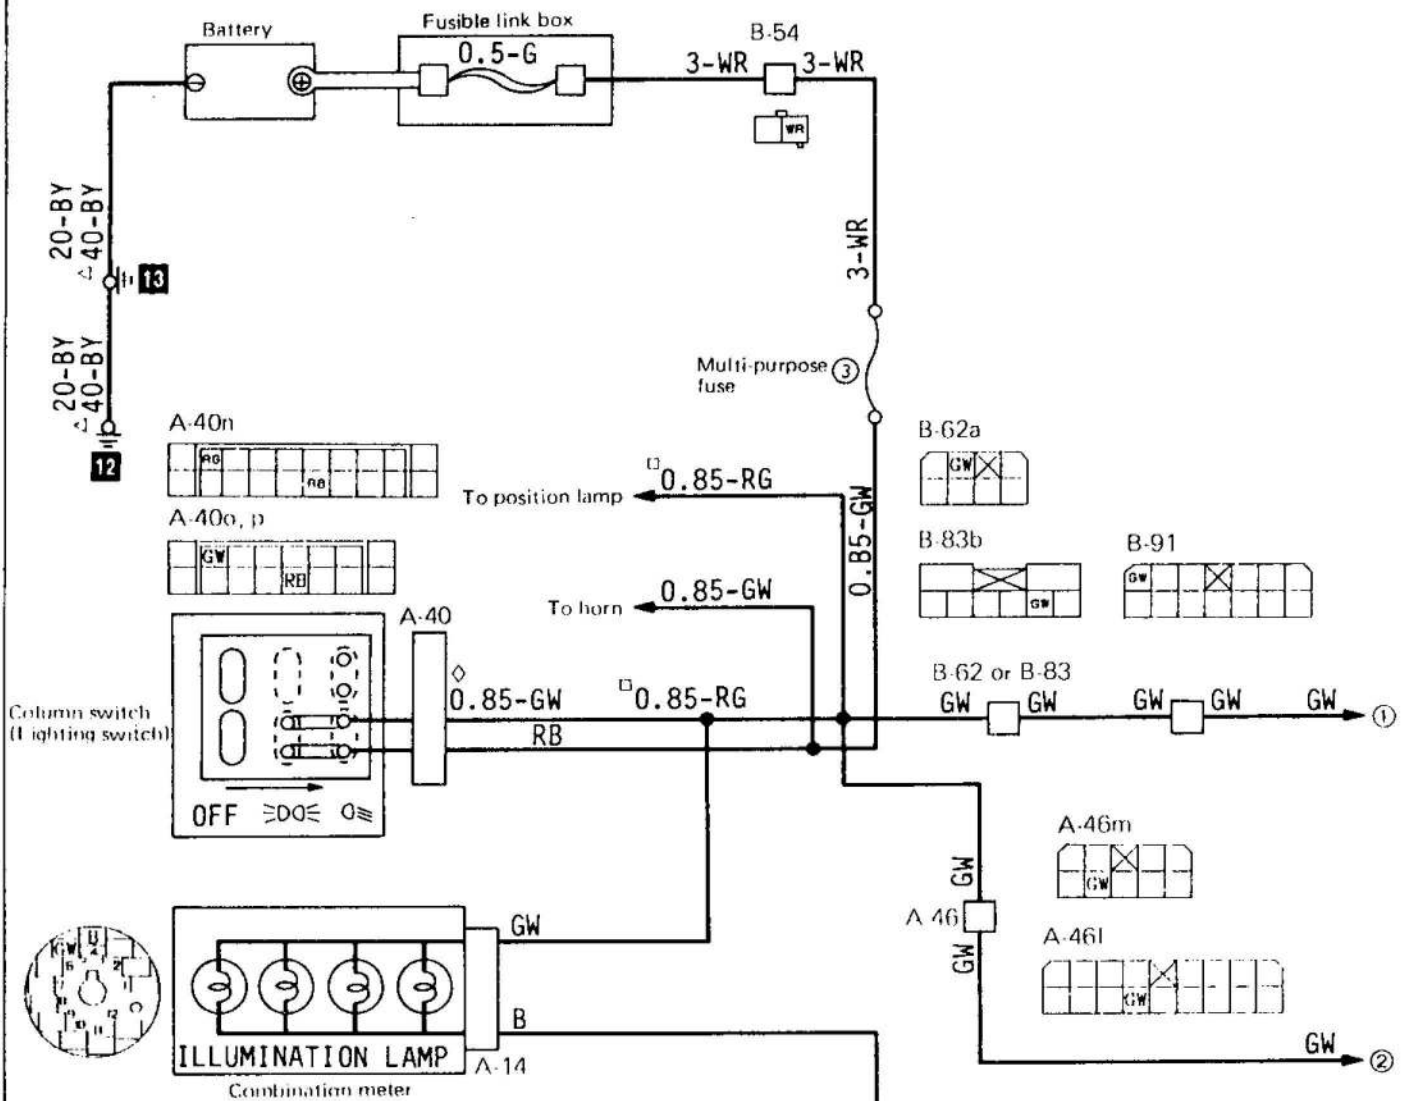 Battery
Fusible link box
0.5-G
B-54
3-WR
3-WR
WR
20-BY
40-BY
13
3-WR
20-BY
40-BY
Multi-purpose
fuse
3
A-40n
RG
RB
12
To position lamp
0.85-RG
0.85-GW
B-62a
GW
A-40o, p
GW
RB
B-83b
GW
B-91
GW
To horn
0.85-GW
A-40
B-62 or B-83
0.85-GW
0.85-RG
GW
GW
GW
GW
GW
1
Column switch
(Lighting switch)
RB
OFF
A-46m
GW
GW
A-46
GW
A-46l
GW
GW
B
GW
ILLUMINATION LAMP
B
A-14
GW
2
Combination meter